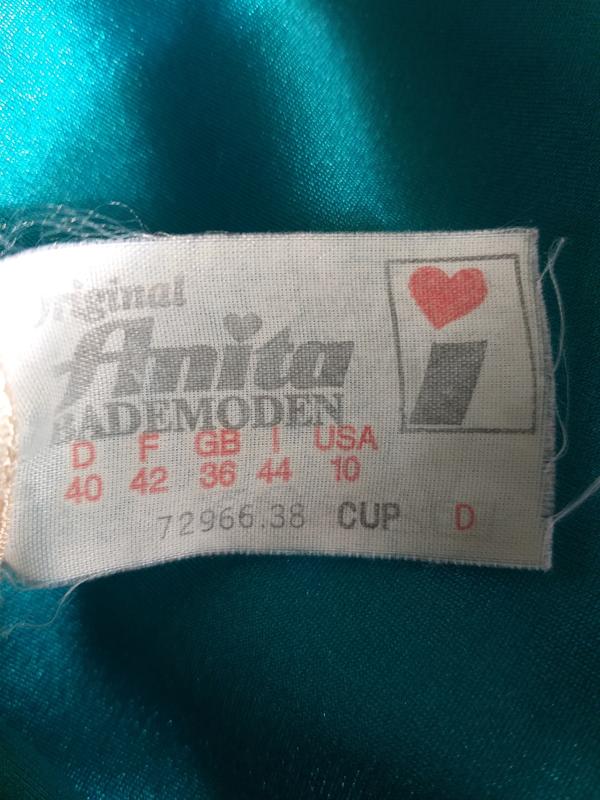 Original
Anita
BADEMODEN
D F GB I USA
40 42 36 44 10
72966.38 CUP D
i